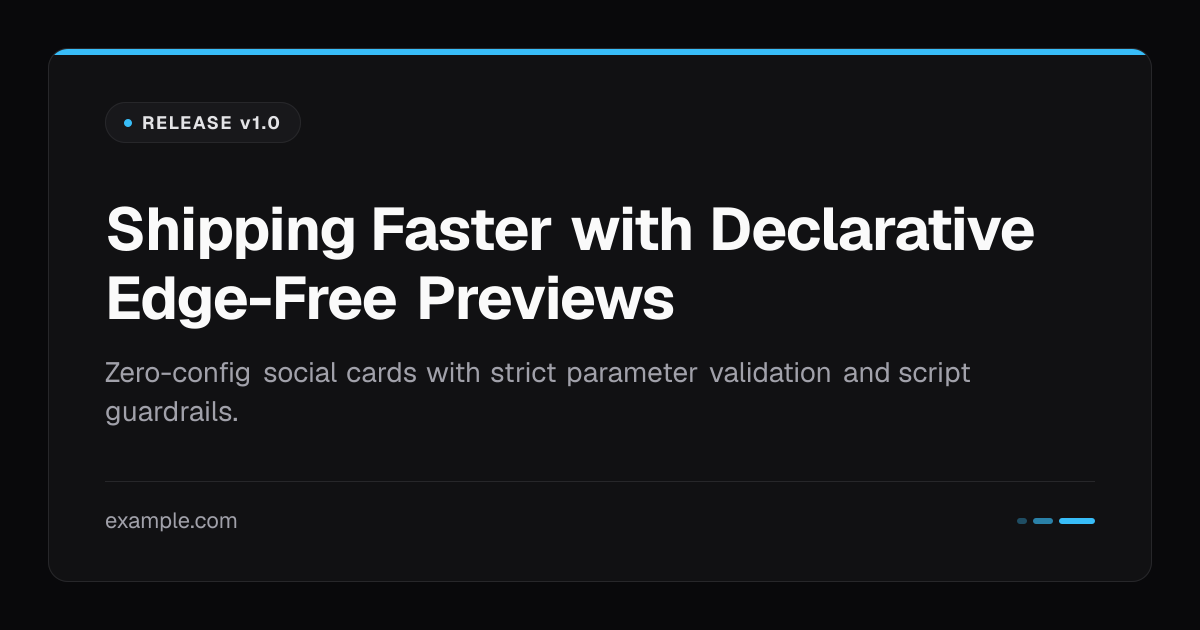 RELEASE v1.0
Shipping Faster with Declarative
Edge-Free Previews
Zero-config social cards with strict parameter validation and script
guardrails.
example.com